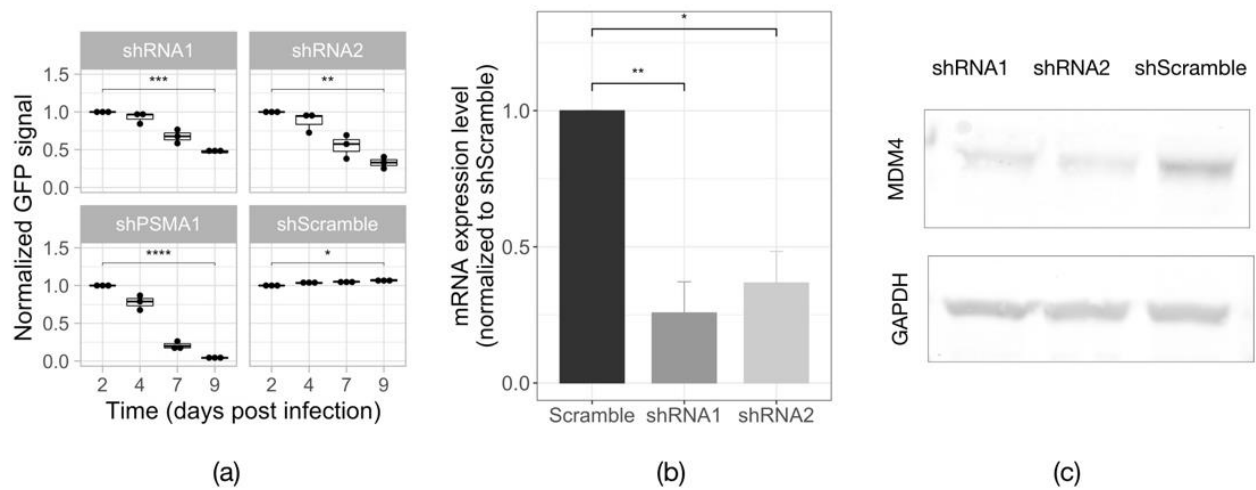 (a)
shRNA1 shRNA2
1.5
1.0
0.5
0.0
*** **
shPSMA1 shScramble
1.5
1.0
0.5
0.0
**** *
2 4 7 9 2 4 7 9
Normalized GFP signal
Time (days post infection)
(b)
*
**
1.0
0.5
0.0
mRNA expression level
(normalized to shScramble)
Scramble shRNA1 shRNA2
(c)
shRNA1 shRNA2 shScramble
MDM4
GAPDH
(a) (b) (c)